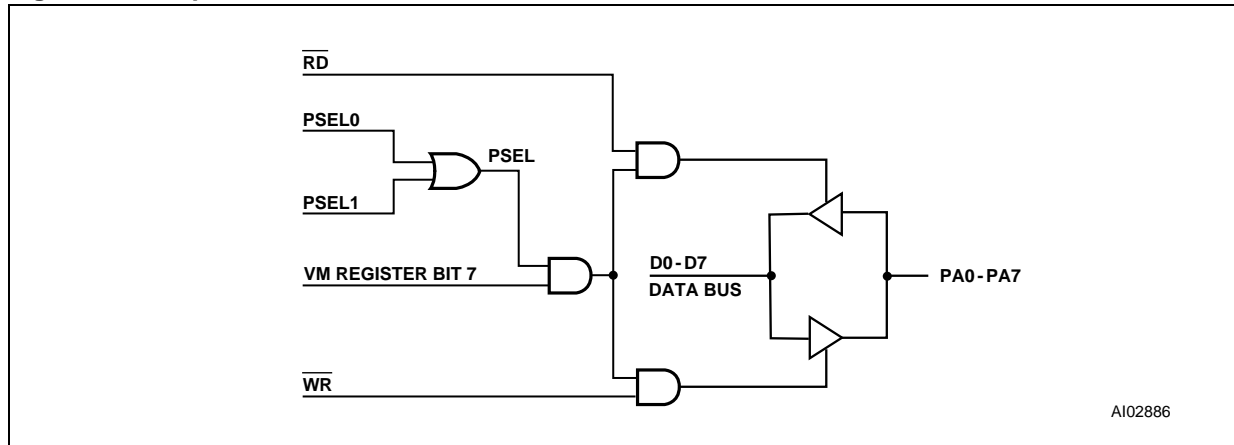 RD
PSEL0
PSEL
PSEL1
VM REGISTER BIT 7
D0-D7
DATA BUS
PA0-PA7
WR
AI02886